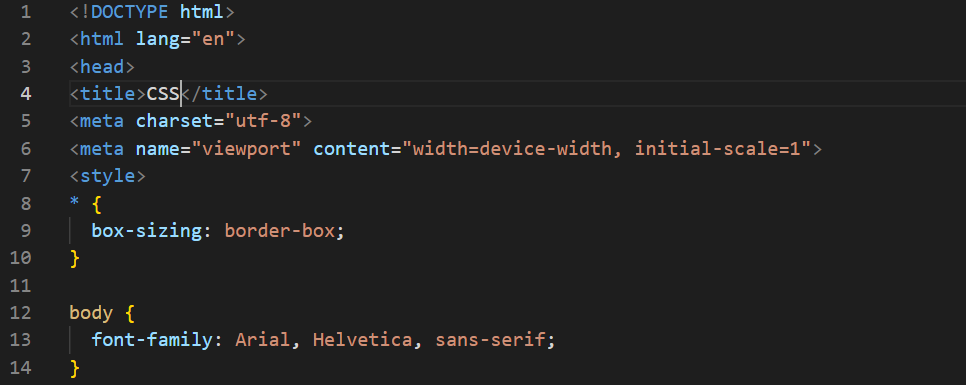 1 <!DOCTYPE html>
2 <html lang="en">
3 <head>
4 <title>CSS</title>
5 <meta charset="utf-8">
6 <meta name="viewport" content="width=device-width, initial-scale=1">
7 <style>
8 * {
9   box-sizing: border-box;
10 }
11
12 body {
13   font-family: Arial, Helvetica, sans-serif;
14 }